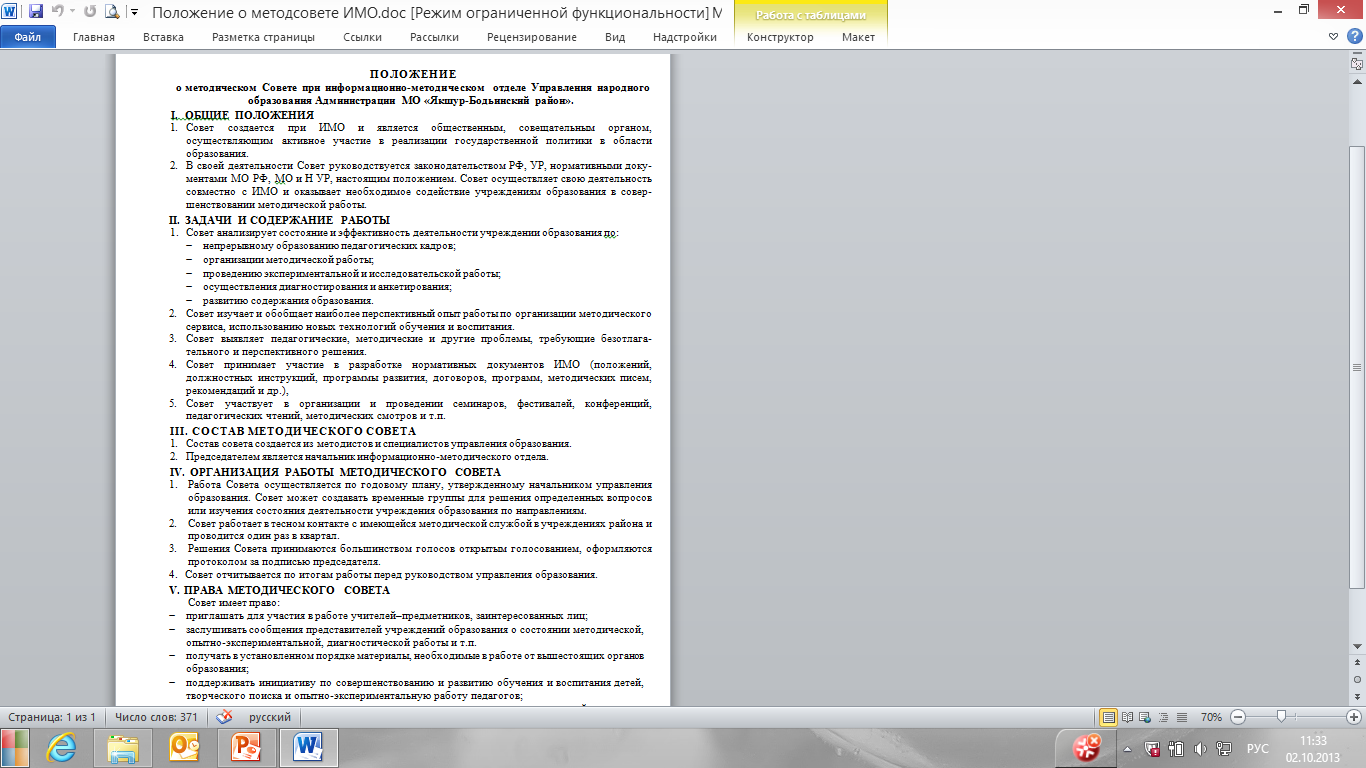 Положение о методсовете ИМО.doc [Режим ограниченной функциональности] M
Работа с таблицами
Файл Главная Вставка Разметка страницы Ссылки Рассылки Рецензирование Вид Надстройки Конструктор Макет
ПОЛОЖЕНИЕ
о методическом Совете при информационно-методическом отделе Управления народного
образования Администрации МО «Якшур-Бодьинский район».
I. ОБЩИЕ ПОЛОЖЕНИЯ
1. Совет создается при ИМО и является общественным, совещательным органом,
осуществляющим активное участие в реализации государственной политики в области
образования.
2. В своей деятельности Совет руководствуется законодательством РФ, УР, нормативными доку-
ментами МО РФ, МО и Н УР, настоящим положением. Совет осуществляет свою деятельность
совместно с ИМО и оказывает необходимое содействие учреждениям образования в совер-
шенствовании методической работы.
II. ЗАДАЧИ И СОДЕРЖАНИЕ РАБОТЫ
1. Совет анализирует состояние и эффективность деятельности учреждении образования по:
– непрерывному образованию педагогических кадров;
– организации методической работы;
– проведению экспериментальной и исследовательской работы;
– осуществления диагностирования и анкетирования;
– развитию содержания образования.
2. Совет изучает и обобщает наиболее перспективный опыт работы по организации методического
сервиса, использованию новых технологий обучения и воспитания.
3. Совет выявляет педагогические, методические и другие проблемы, требующие безотлага-
тельного и перспективного решения.
4. Совет принимает участие в разработке нормативных документов ИМО (положений,
должностных инструкций, программы развития, договоров, программ, методических писем,
рекомендаций и др.),
5. Совет участвует в организации и проведении семинаров, фестивалей, конференций,
педагогических чтений, методических смотров и т.п.
III. СОСТАВ МЕТОДИЧЕСКОГО СОВЕТА
1. Состав совета создается из методистов и специалистов управления образования.
2. Председателем является начальник информационно-методического отдела.
IV. ОРГАНИЗАЦИЯ РАБОТЫ МЕТОДИЧЕСКОГО СОВЕТА
1. Работа Совета осуществляется по годовому плану, утвержденному начальником управления
образования. Совет может создавать временные группы для решения определенных вопросов
или изучения состояния деятельности учреждения образования по направлениям.
2. Совет работает в тесном контакте с имеющейся методической службой в учреждениях района и
проводится один раз в квартал.
3. Решения Совета принимаются большинством голосов открытым голосованием, оформляются
протоколом за подписью председателя.
4. Совет отчитывается по итогам работы перед руководством управления образования.
V. ПРАВА МЕТОДИЧЕСКОГО СОВЕТА
Совет имеет право:
– приглашать для участия в работе учителей–предметников, заинтересованных лиц;
– заслушивать сообщения представителей учреждений образования о состоянии методической,
опытно-экспериментальной, диагностической работы и т.п.
– получать в установленном порядке материалы, необходимые в работе от вышестоящих органов
образования;
– поддерживать инициативу по совершенствованию и развитию обучения и воспитания детей,
творческого поиска и опытно-экспериментальную работу педагогов;
Страница: 1 из 1 Число слов: 371 русский 70%
РУС 11:33
02.10.2013